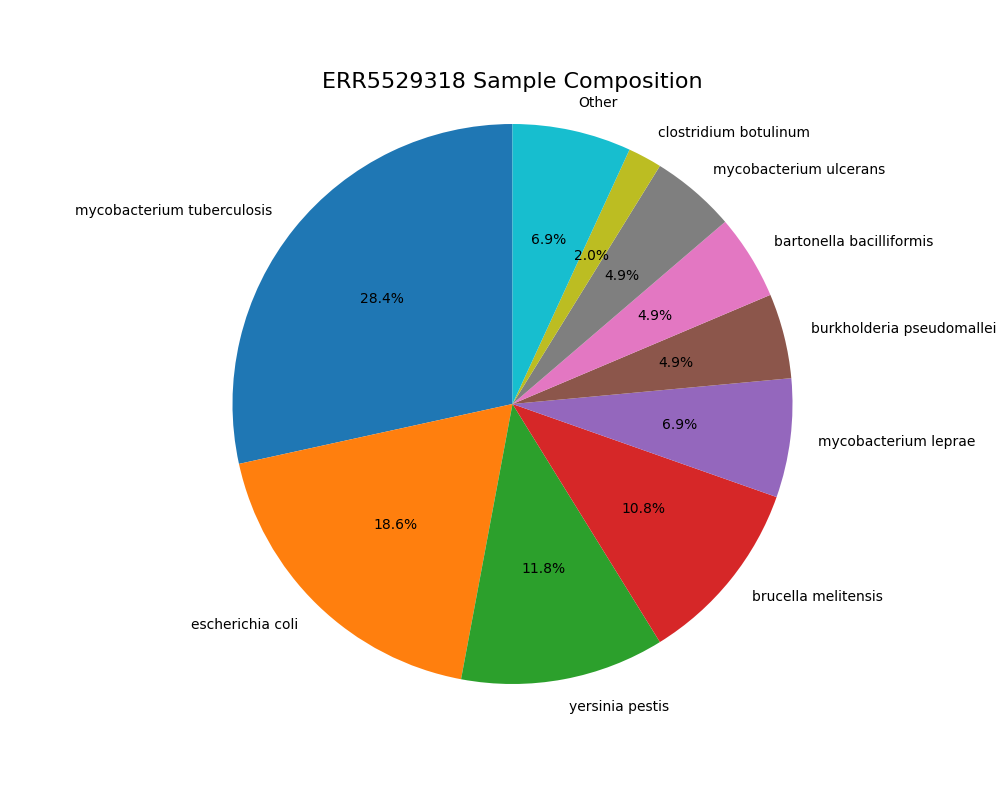 ERR5529318 Sample Composition
Other
clostridium botulinum
mycobacterium ulcerans
mycobacterium tuberculosis
bartonella bacilliformis
6.9%
2.0%
4.9%
28.4%
4.9%
burkholderia pseudomallei
4.9%
6.9%
mycobacterium leprae
10.8%
18.6%
11.8%
brucella melitensis
escherichia coli
yersinia pestis